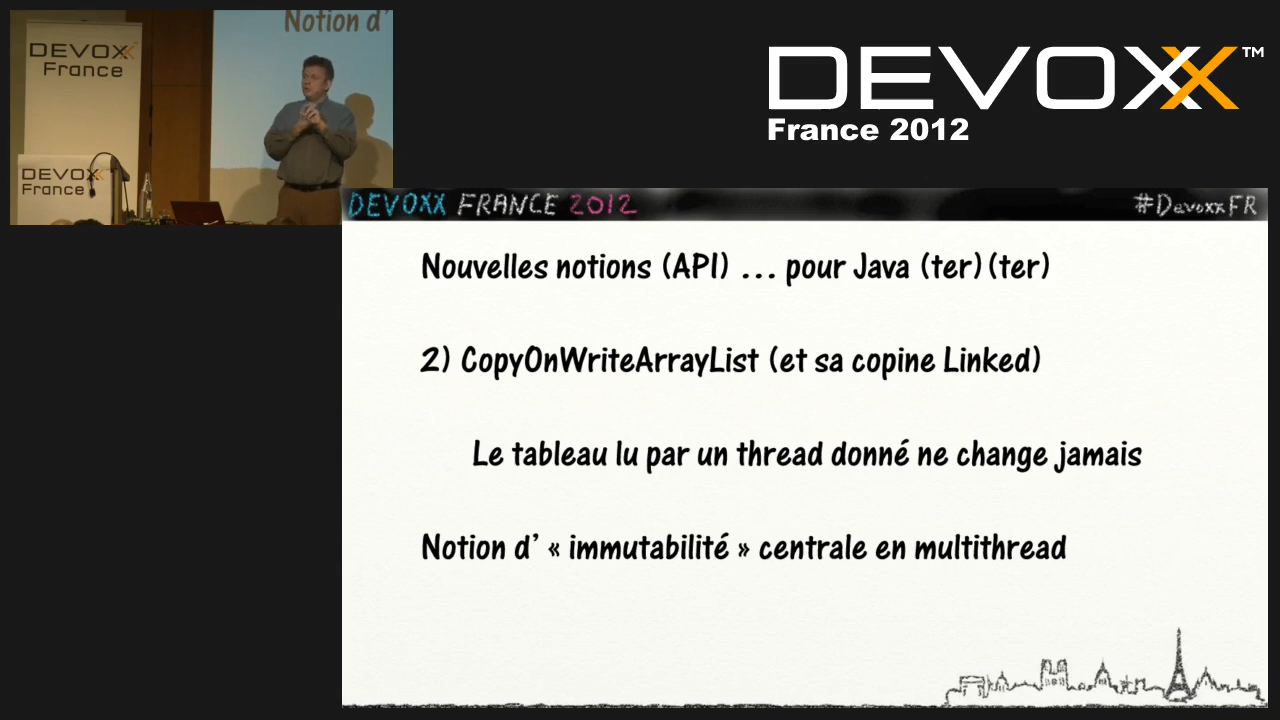 Notion d'
DEVOXX
France
DEVOXX
France
DEVOXX™
France 2012
DEVOXX FRANCE 2012
#DevoxxFR
Nouvelles notions (API) ... pour Java (ter)(ter)
2) CopyOnWriteArrayList (et sa copine Linked)
Le tableau lu par un thread donné ne change jamais
Notion d’ « immutabilité » centrale en multithread